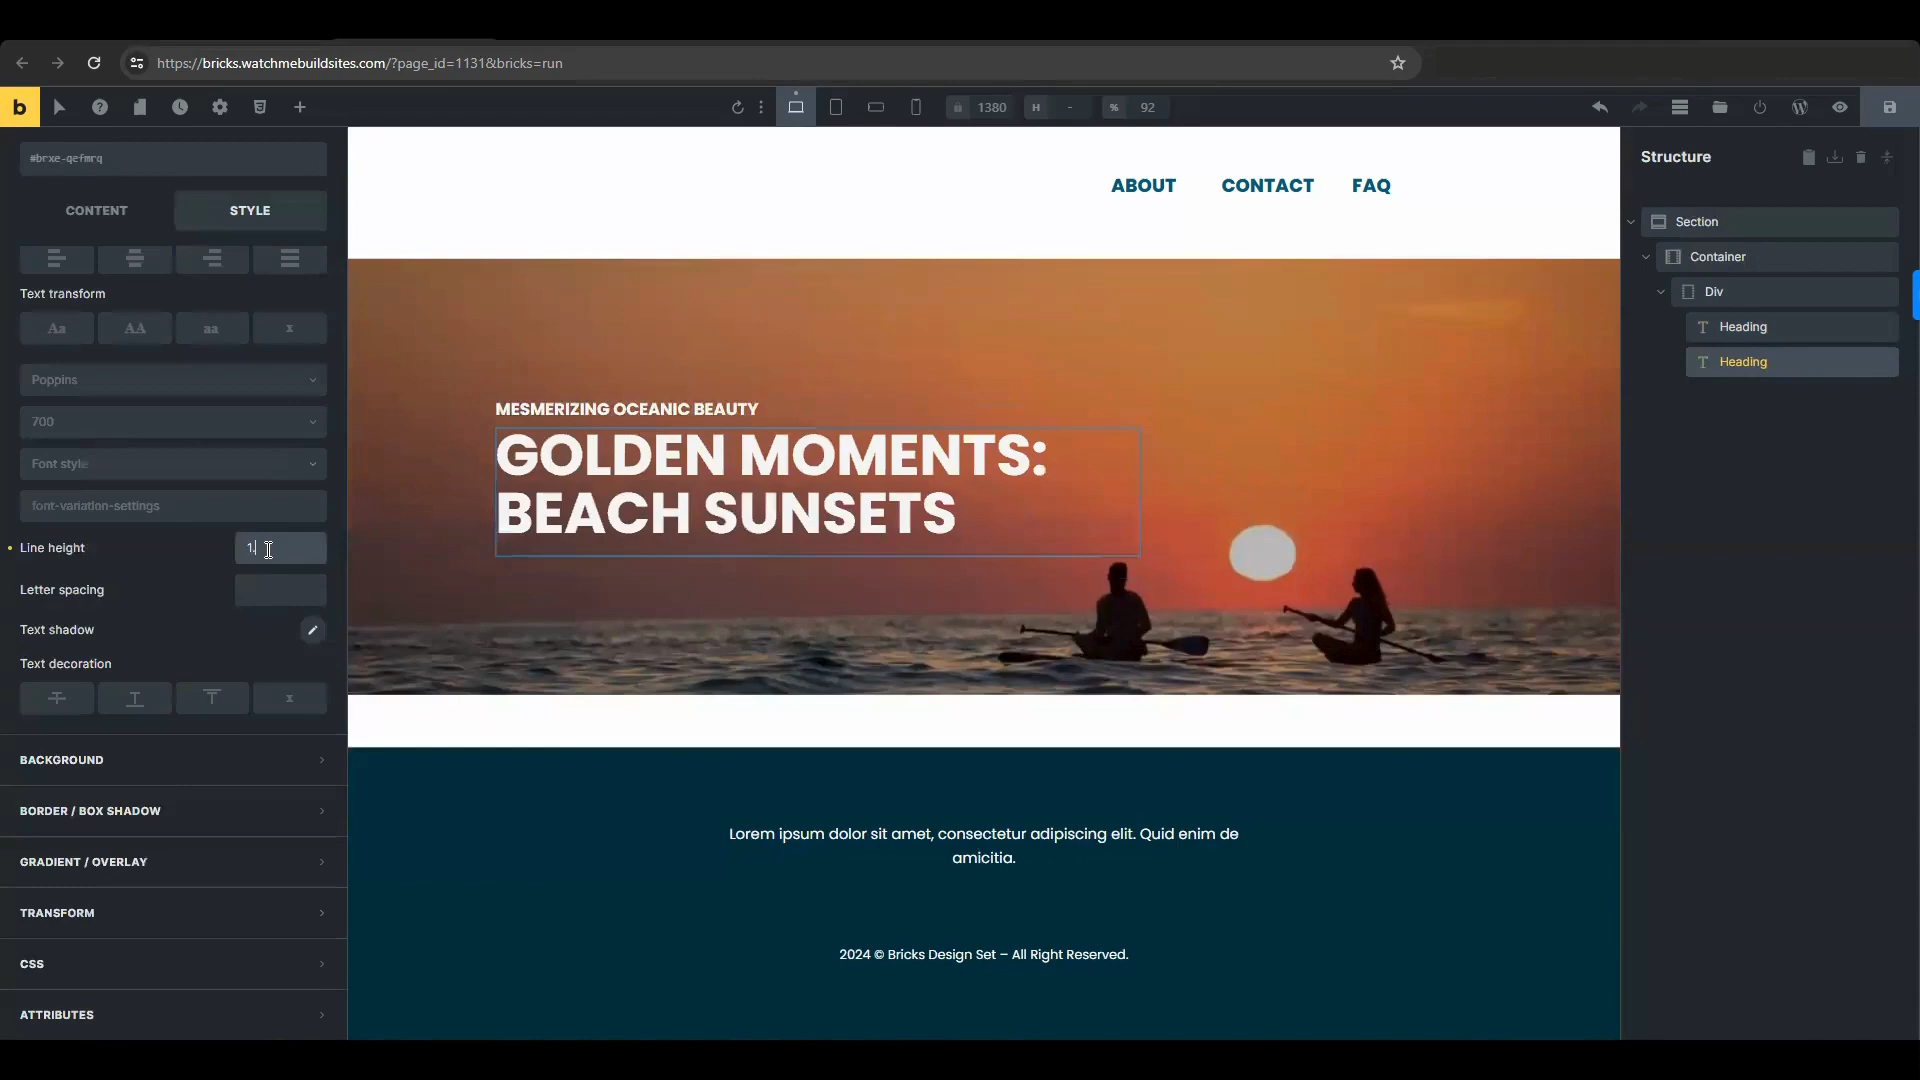 https://bricks.watchmebuildsites.com/?page_id=1131&bricks=run
b
1380
H
-
%
92
#brxe-qefmrq
CONTENT
STYLE
Text transform
Aa
AA
aa
x
Poppins
700
Font style
font-variation-settings
Line height
1.
Letter spacing
Text shadow
Text decoration
x
BACKGROUND
BORDER / BOX SHADOW
GRADIENT / OVERLAY
TRANSFORM
CSS
ATTRIBUTES
ABOUT
CONTACT
FAQ
MESMERIZING OCEANIC BEAUTY
GOLDEN MOMENTS:
BEACH SUNSETS
Lorem ipsum dolor sit amet, consectetur adipiscing elit. Quid enim de
amicitia.
2024 © Bricks Design Set – All Right Reserved.
Structure
Section
Container
Div
Heading
Heading